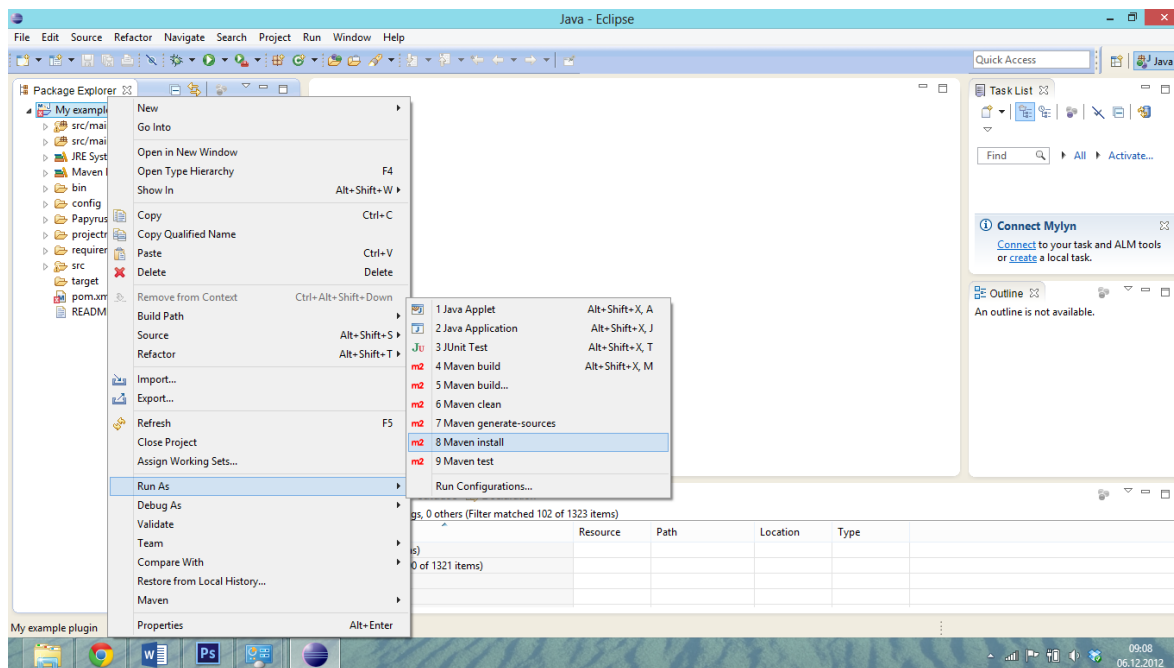 Java - Eclipse
File Edit Source Refactor Navigate Search Project Run Window Help
Quick Access
Java
Package Explorer
My example
src/mai
src/mai
JRE Syst
Maven
bin
config
Papyrus
projectr
requirer
src
target
pom.xm
READM
New
Go Into
Open in New Window
Open Type Hierarchy F4
Show In Alt+Shift+W
Copy Ctrl+C
Copy Qualified Name
Paste Ctrl+V
Delete Delete
Remove from Context Ctrl+Alt+Shift+Down
Build Path
Source Alt+Shift+S
Refactor Alt+Shift+T
Import...
Export...
Refresh F5
Close Project
Assign Working Sets...
Run As
Debug As
Validate
Team
Compare With
Restore from Local History...
Maven
Properties Alt+Enter
1 Java Applet Alt+Shift+X, A
2 Java Application Alt+Shift+X, J
JU 3 JUnit Test Alt+Shift+X, T
m2 4 Maven build Alt+Shift+X, M
m2 5 Maven build...
m2 6 Maven clean
m2 7 Maven generate-sources
m2 8 Maven install
m2 9 Maven test
Run Configurations...
Task List
Find All Activate...
Connect Mylyn
Connect to your task and ALM tools
or create a local task.
Outline
An outline is not available.
gs, 0 others (Filter matched 102 of 1323 items)
Resource Path Location Type
s)
0 of 1321 items)
My example plugin
W Ps
09:08
06.12.2012